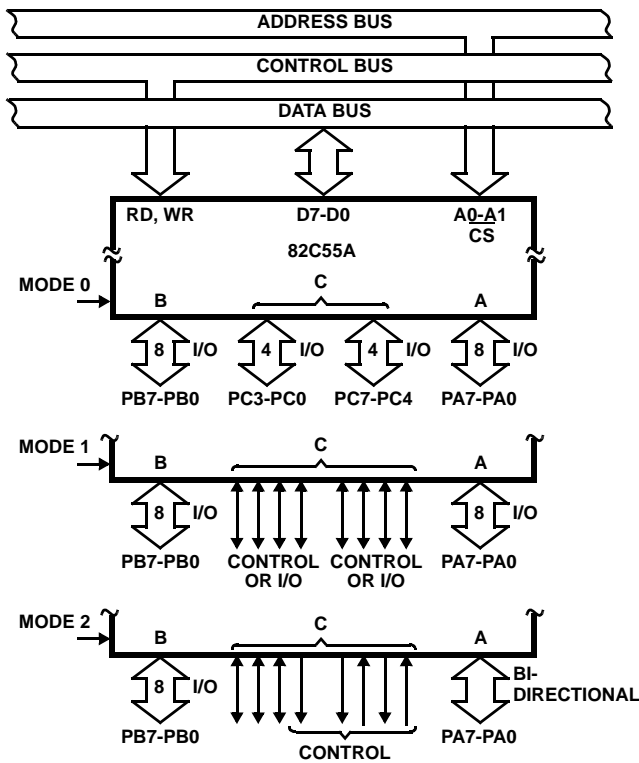 ADDRESS BUS
CONTROL BUS
DATA BUS
RD, WR D7-D0 A0-A1
CS
82C55A
MODE 0
B C A
8 I/O 4 I/O 4 I/O 8 I/O
PB7-PB0 PC3-PC0 PC7-PC4 PA7-PA0
MODE 1
B C A
8 I/O 8 I/O
PB7-PB0 CONTROL CONTROL PA7-PA0
OR I/O OR I/O
MODE 2
B C A
8 I/O BI-
DIRECTIONAL
PB7-PB0 PA7-PA0
CONTROL